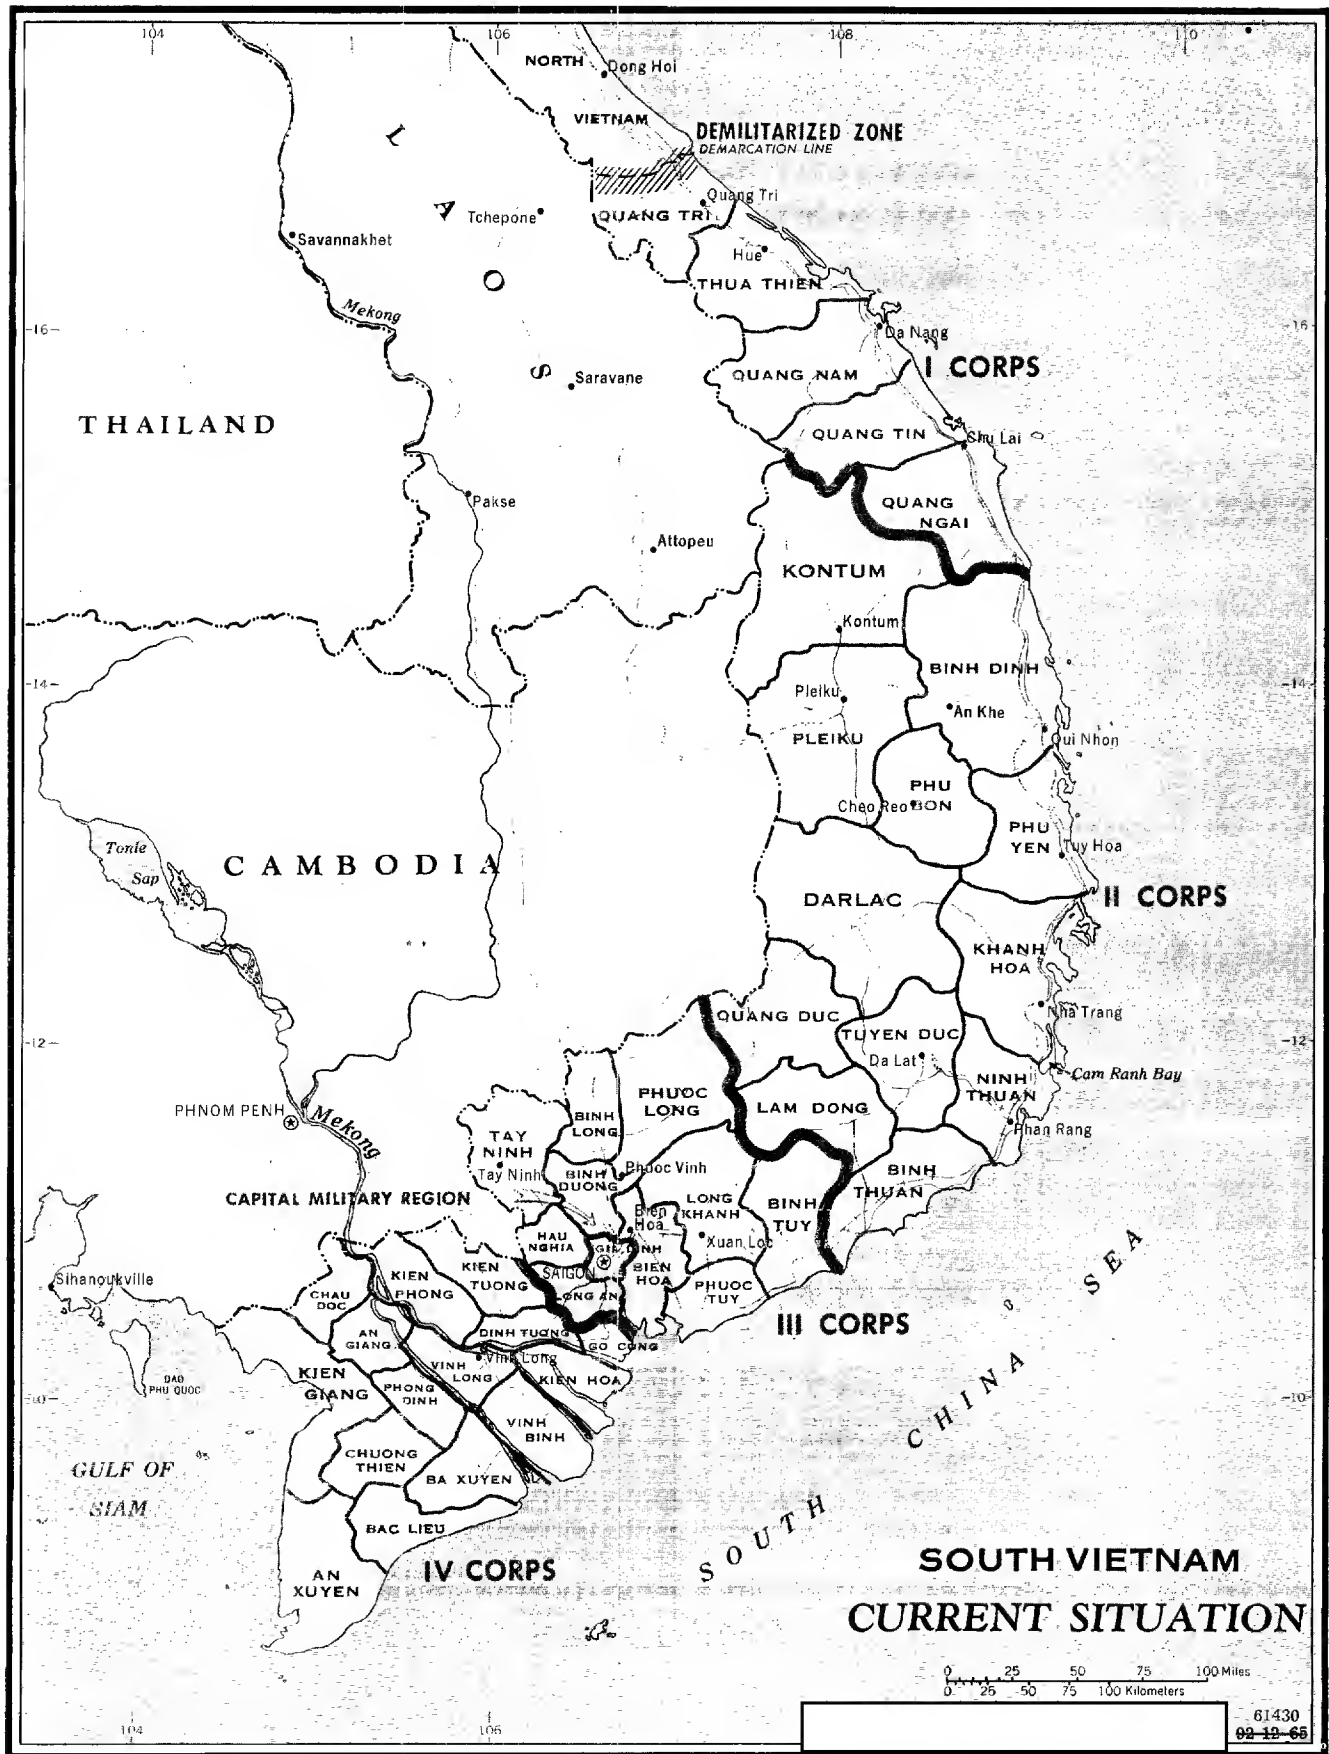 104
106
108
110
NORTH
Dong Hoi
VIETNAM
DEMILITARIZED ZONE
DEMARCATION LINE
L A O S
Quang Tri
QUANG TRI
Tchepone
Savannakhet
Hue
THUA THIEN
Mekong
16
16
Da Nang
I CORPS
QUANG NAM
Saravane
THAILAND
QUANG TIN
Shu Lai
Pakse
QUANG
NGAI
Attopeu
KONTUM
Kontum
BINH DINH
14
14
Pleiku
An Khe
PLEIKU
Qui Nhon
PHU
BON
Cheo Reo
PHU
YEN
Tuy Hoa
Tonle
Sap
CAMBODIA
DARLAC
II CORPS
KHANH
HOA
QUANG DUC
Nha Trang
TUYEN DUC
12
12
Da Lat
Cam Ranh Bay
NINH
THUAN
PHUOC
LONG
LAM DONG
PHNOM PENH
Mekong
BINH
LONG
Phan Rang
TAY
NINH
Tay Ninh
BINH
DUONG
Phuoc Vinh
BINH
THUAN
CAPITAL MILITARY REGION
LONG
KHANH
BINH
TUY
Bien
Hoa
HAU
NGHIA
GIA DINH
Xuan Loc
SAIGON
BIEN
HOA
KIEN
TUONG
KIEN
PHONG
Sihanoukville
PHUOC
TUY
CHAU
DOC
LONG AN
III CORPS
AN
GIANG
DINH TUONG
GO CONG
Vinh Long
VINH
LONG
KIEN HOA
KIEN
GIANG
DAO
PHU QUOC
PHONG
DINH
10
10
VINH
BINH
CHUONG
THIEN
BA XUYEN
GULF OF
SIAM
BAC LIEU
IV CORPS
AN
XUYEN
SOUTH CHINA SEA
SOUTH VIETNAM
CURRENT SITUATION
0 25 50 75 100 Miles
0 25 50 75 100 Kilometers
61430
02-12-65
104
106